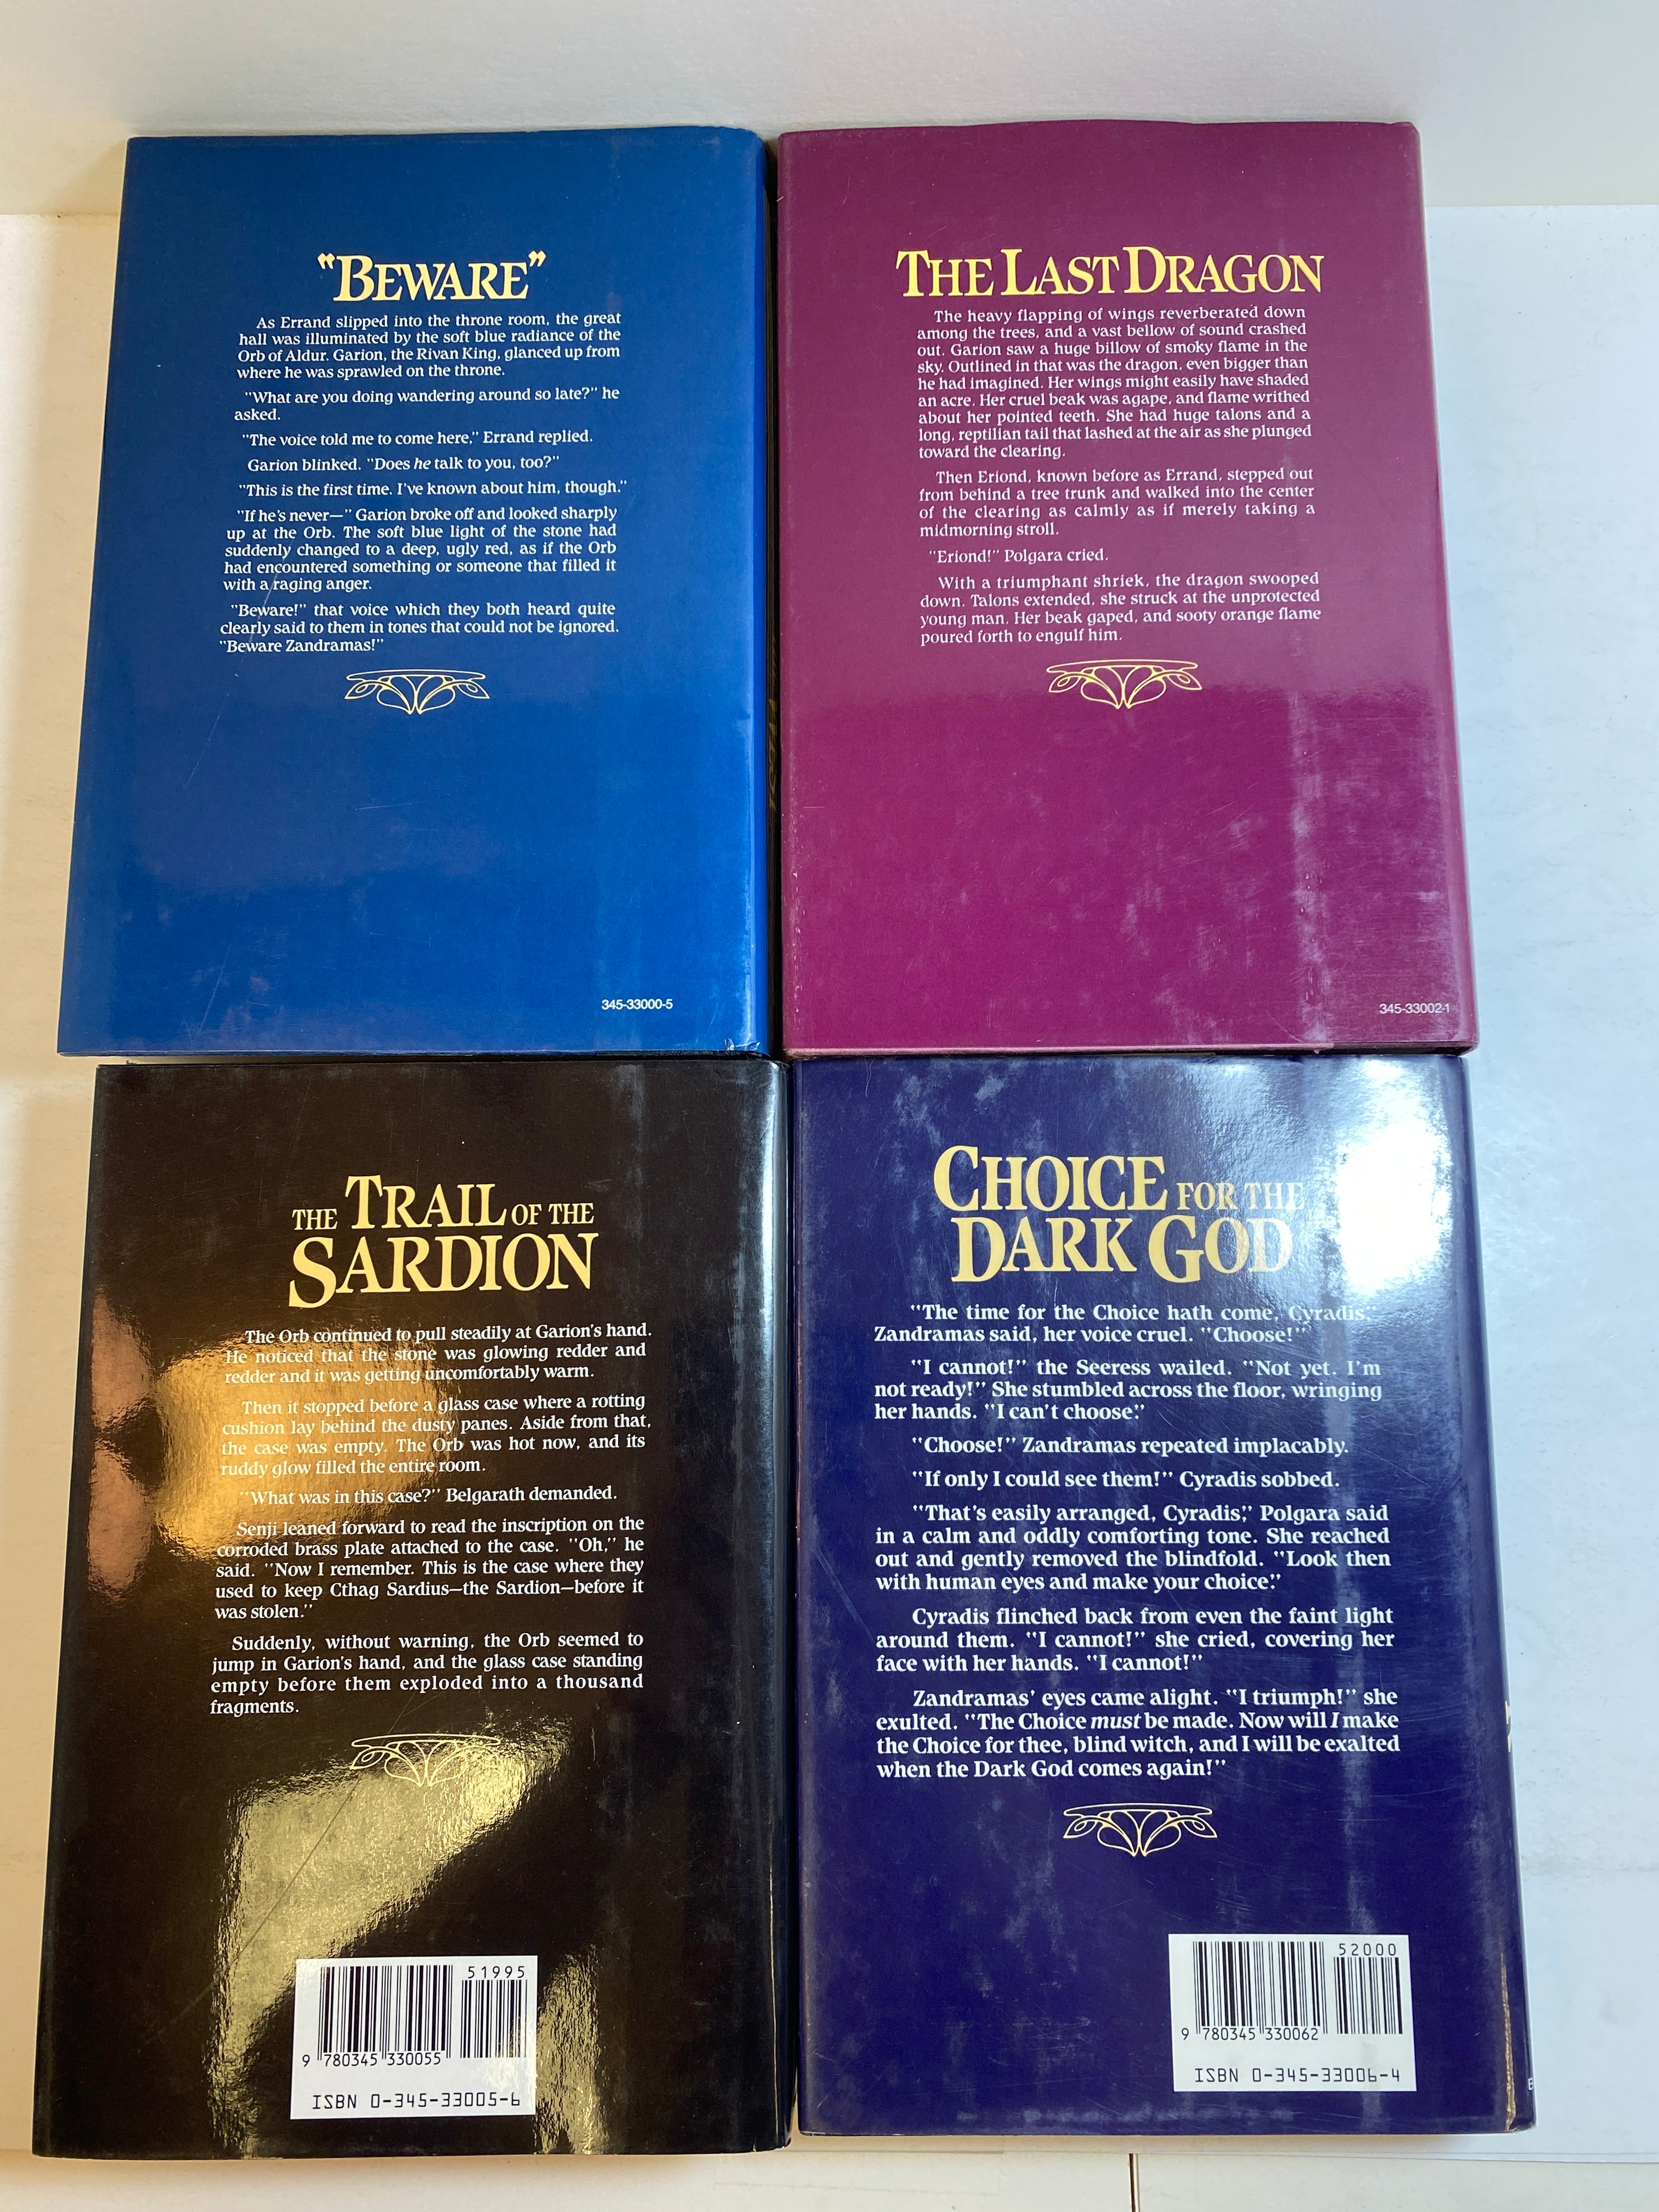 "BEWARE"
As Errand slipped into the throne room, the great
hall was illuminated by the soft blue radiance of the
Orb of Aldur. Garion, the Rivan King, glanced up from
where he was sprawled on the throne.
"What are you doing wandering around so late?" he
asked.
"The voice told me to come here," Errand replied.
Garion blinked. "Does he talk to you, too?"
"This is the first time. I've known about him, though."
"If he's never—" Garion broke off and looked sharply
up at the Orb. The soft blue light of the stone had
suddenly changed to a deep, ugly red, as if the Orb
had encountered something or someone that filled it
with a raging anger.
"Beware!" that voice which they both heard quite
clearly said to them in tones that could not be ignored.
"Beware Zandramas!"
345-33000-5
THE LAST DRAGON
The heavy flapping of wings reverberated down
among the trees, and a vast bellow of sound crashed
out. Garion saw a huge billow of smoky flame in the
sky. Outlined in that was the dragon, even bigger than
he had imagined. Her wings might easily have shaded
an acre. Her cruel beak was agape, and flame writhed
about her pointed teeth. She had huge talons and a
long, reptilian tail that lashed at the air as she plunged
toward the clearing.
Then Eriond, known before as Errand, stepped out
from behind a tree trunk and walked into the center
of the clearing as calmly as if merely taking a
midmorning stroll.
"Eriond!" Polgara cried.
With a triumphant shriek, the dragon swooped
down. Talons extended, she struck at the unprotected
young man. Her beak gaped, and sooty orange flame
poured forth to engulf him.
345-33002-1
THE TRAIL OF THE
SARDION
The Orb continued to pull steadily at Garion's hand.
He noticed that the stone was glowing redder and
redder and it was getting uncomfortably warm.
Then it stopped before a glass case where a rotting
cushion lay behind the dusty panes. Aside from that,
the case was empty. The Orb was hot now, and its
ruddy glow filled the entire room.
"What was in this case?" Belgarath demanded.
Senji leaned forward to read the inscription on the
corroded brass plate attached to the case. "Oh," he
said. "Now I remember. This is the case where they
used to keep Cthag Sardius—the Sardion—before it
was stolen."
Suddenly, without warning, the Orb seemed to
jump in Garion's hand, and the glass case standing
empty before them exploded into a thousand
fragments.
51995
9 780345 330055
ISBN 0-345-33005-6
CHOICE FOR THE
DARK GOD
"The time for the Choice hath come, Cyradis,"
Zandramas said, her voice cruel. "Choose!"
"I cannot!" the Seeress wailed. "Not yet. I'm
not ready!" She stumbled across the floor, wringing
her hands. "I can't choose."
"Choose!" Zandramas repeated implacably.
"If only I could see them!" Cyradis sobbed.
"That's easily arranged, Cyradis," Polgara said
in a calm and oddly comforting tone. She reached
out and gently removed the blindfold. "Look then
with human eyes and make your choice."
Cyradis flinched back from even the faint light
around them. "I cannot!" she cried, covering her
face with her hands. "I cannot!"
Zandramas' eyes came alight. "I triumph!" she
exulted. "The Choice must be made. Now will I make
the Choice for thee, blind witch, and I will be exalted
when the Dark God comes again!"
52000
9 780345 330062
ISBN 0-345-33006-4